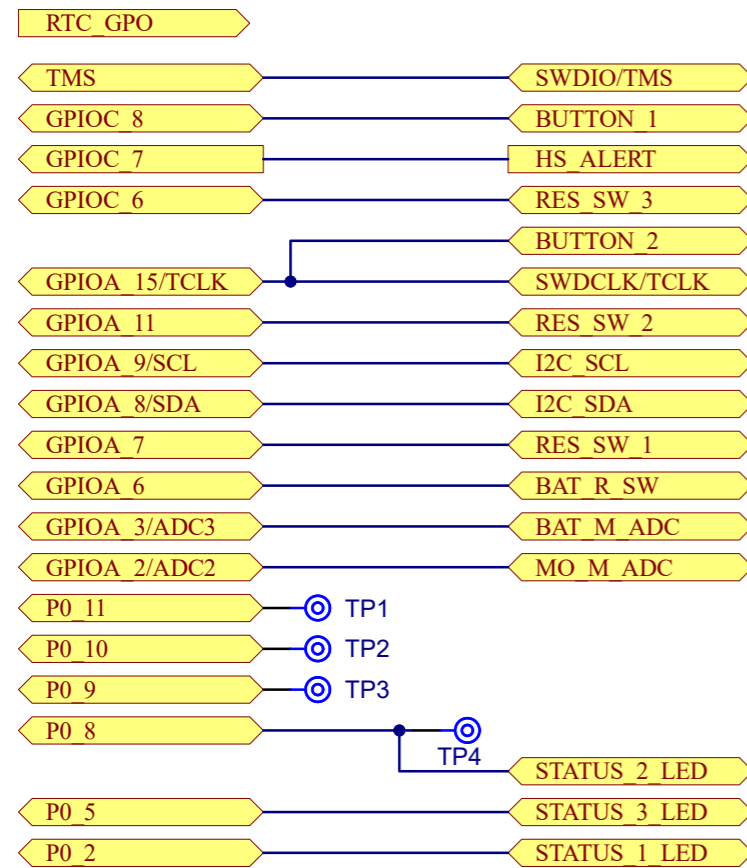 RTC_GPO
TMS SWDIO/TMS
GPIOC_8 BUTTON_1
GPIOC_7 HS_ALERT
GPIOC_6 RES_SW_3
BUTTON_2
GPIOA_15/TCLK SWDCLK/TCLK
GPIOA_11 RES_SW_2
GPIOA_9/SCL I2C_SCL
GPIOA_8/SDA I2C_SDA
GPIOA_7 RES_SW_1
GPIOA_6 BAT_R_SW
GPIOA_3/ADC3 BAT_M_ADC
GPIOA_2/ADC2 MO_M_ADC
P0_11 TP1
P0_10 TP2
P0_9 TP3
P0_8
TP4
STATUS_2_LED
P0_5 STATUS_3_LED
P0_2 STATUS_1_LED